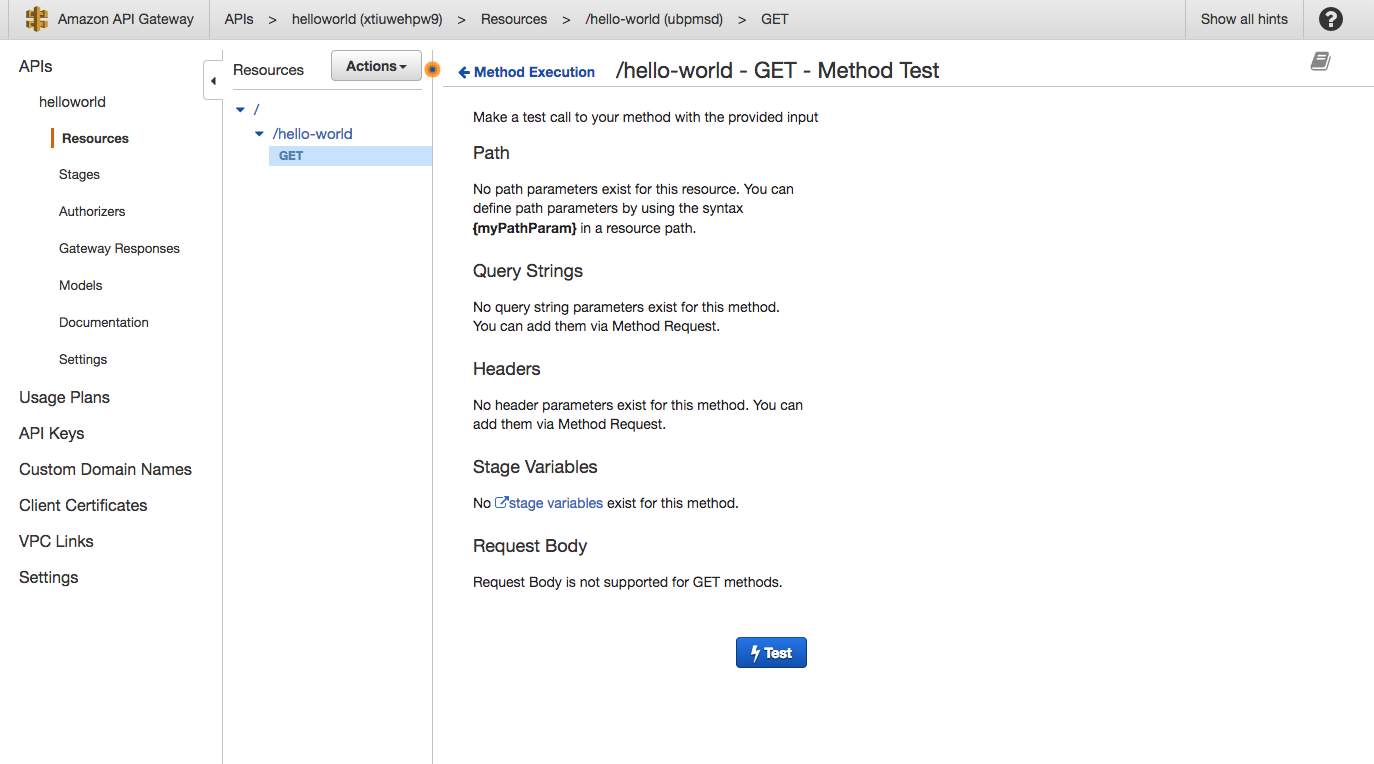 Amazon API Gateway
APIs > helloworld (xtiuwehpw9) > Resources > /hello-world (ubpmsd) > GET
Show all hints
?
APIs
helloworld
Resources
Stages
Authorizers
Gateway Responses
Models
Documentation
Settings
Usage Plans
API Keys
Custom Domain Names
Client Certificates
VPC Links
Settings
Resources
Actions
/
/hello-world
GET
Method Execution
/hello-world - GET - Method Test
Make a test call to your method with the provided input
Path
No path parameters exist for this resource. You can
define path parameters by using the syntax
{myPathParam} in a resource path.
Query Strings
No query string parameters exist for this method.
You can add them via Method Request.
Headers
No header parameters exist for this method. You can
add them via Method Request.
Stage Variables
No stage variables exist for this method.
Request Body
Request Body is not supported for GET methods.
Test